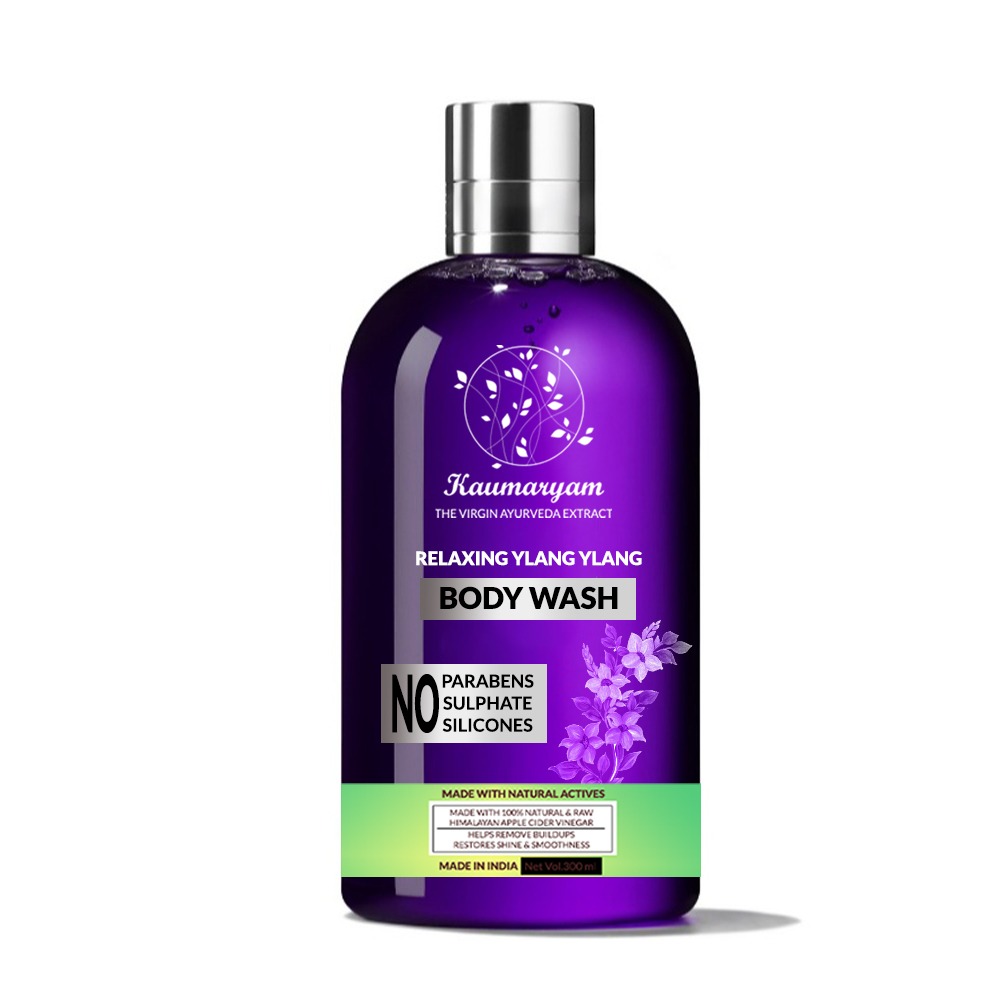 Kaumaryam
THE VIRGIN AYURVEDA EXTRACT
RELAXING YLANG YLANG
BODY WASH
NO
PARABENS
SULPHATE
SILICONES
MADE WITH NATURAL ACTIVES
MADE WITH 100% NATURAL & RAW
HIMALAYAN APPLE CIDER VINEGAR
HELPS REMOVE BUILDUPS
RESTORES SHINE & SMOOTHNESS
MADE IN INDIA Net Vol.300 ml